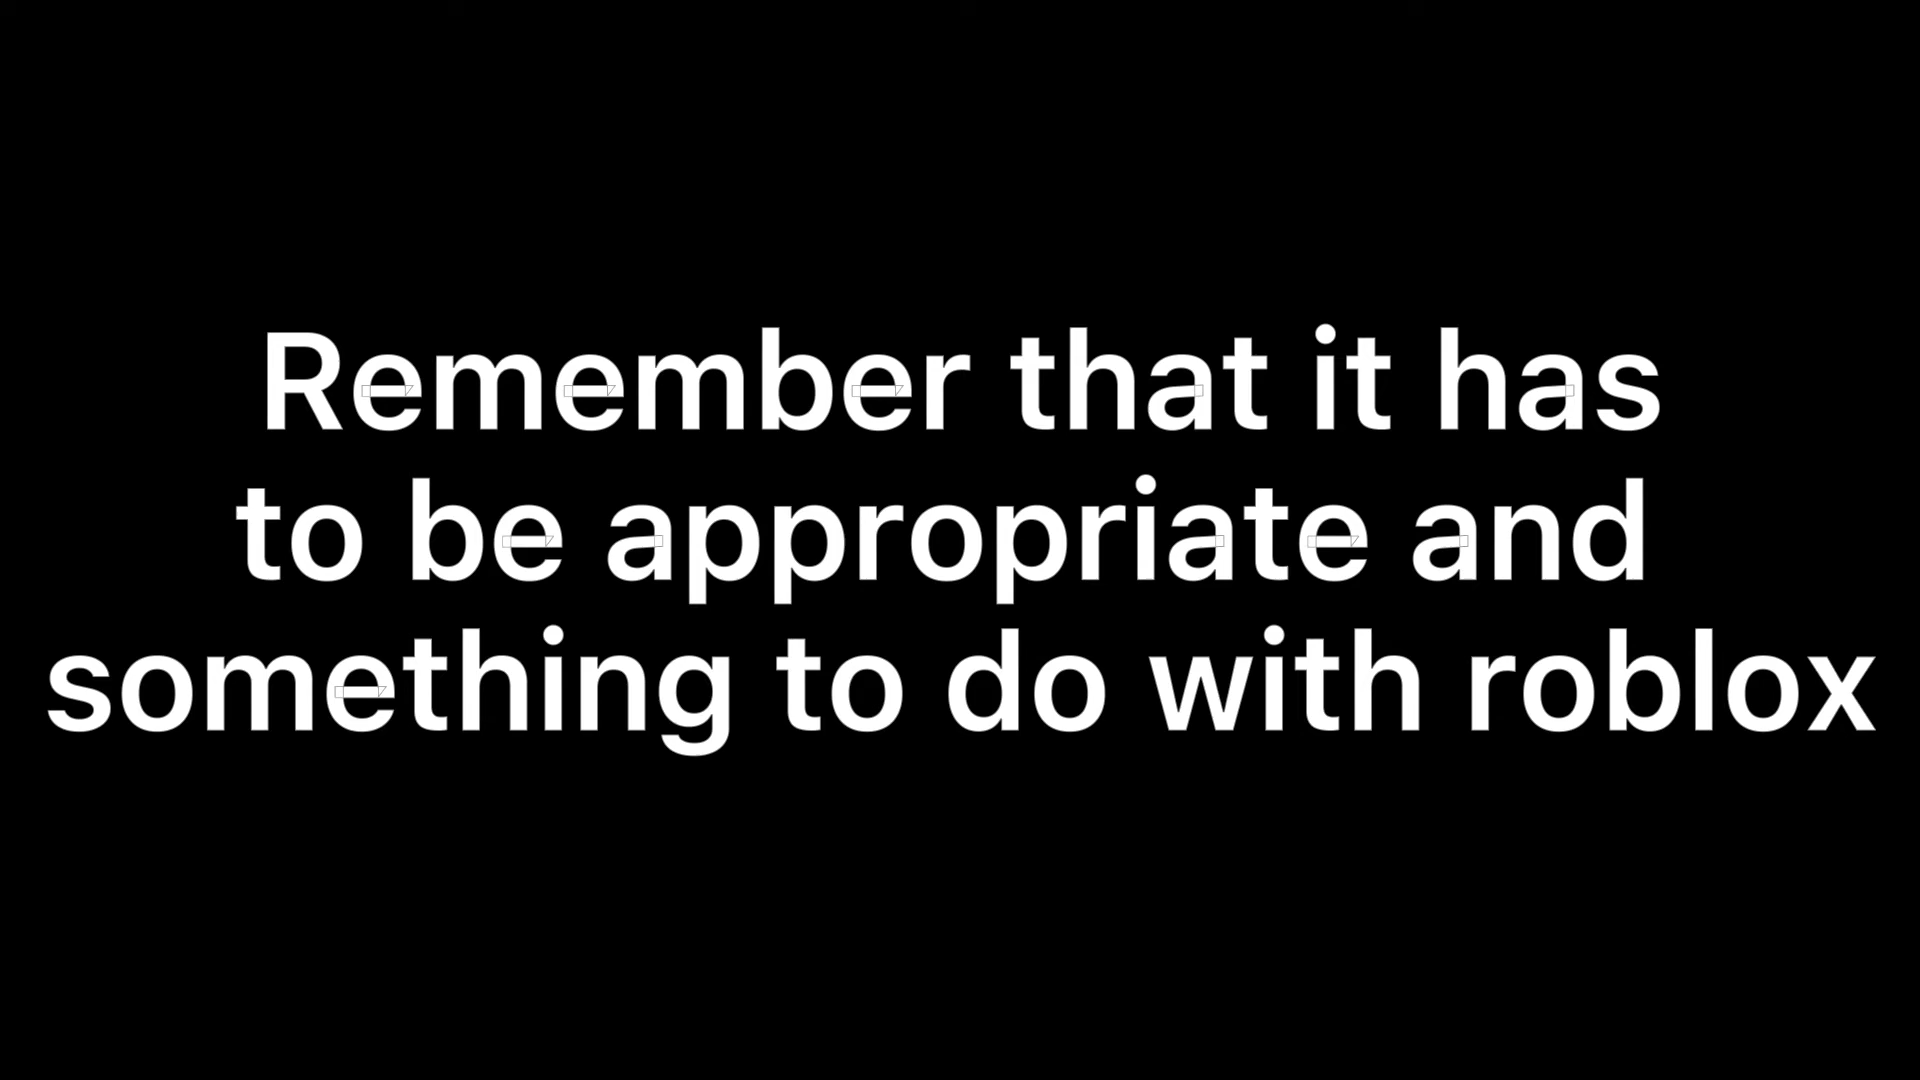 Remember that it has
to be appropriate and
something to do with roblox